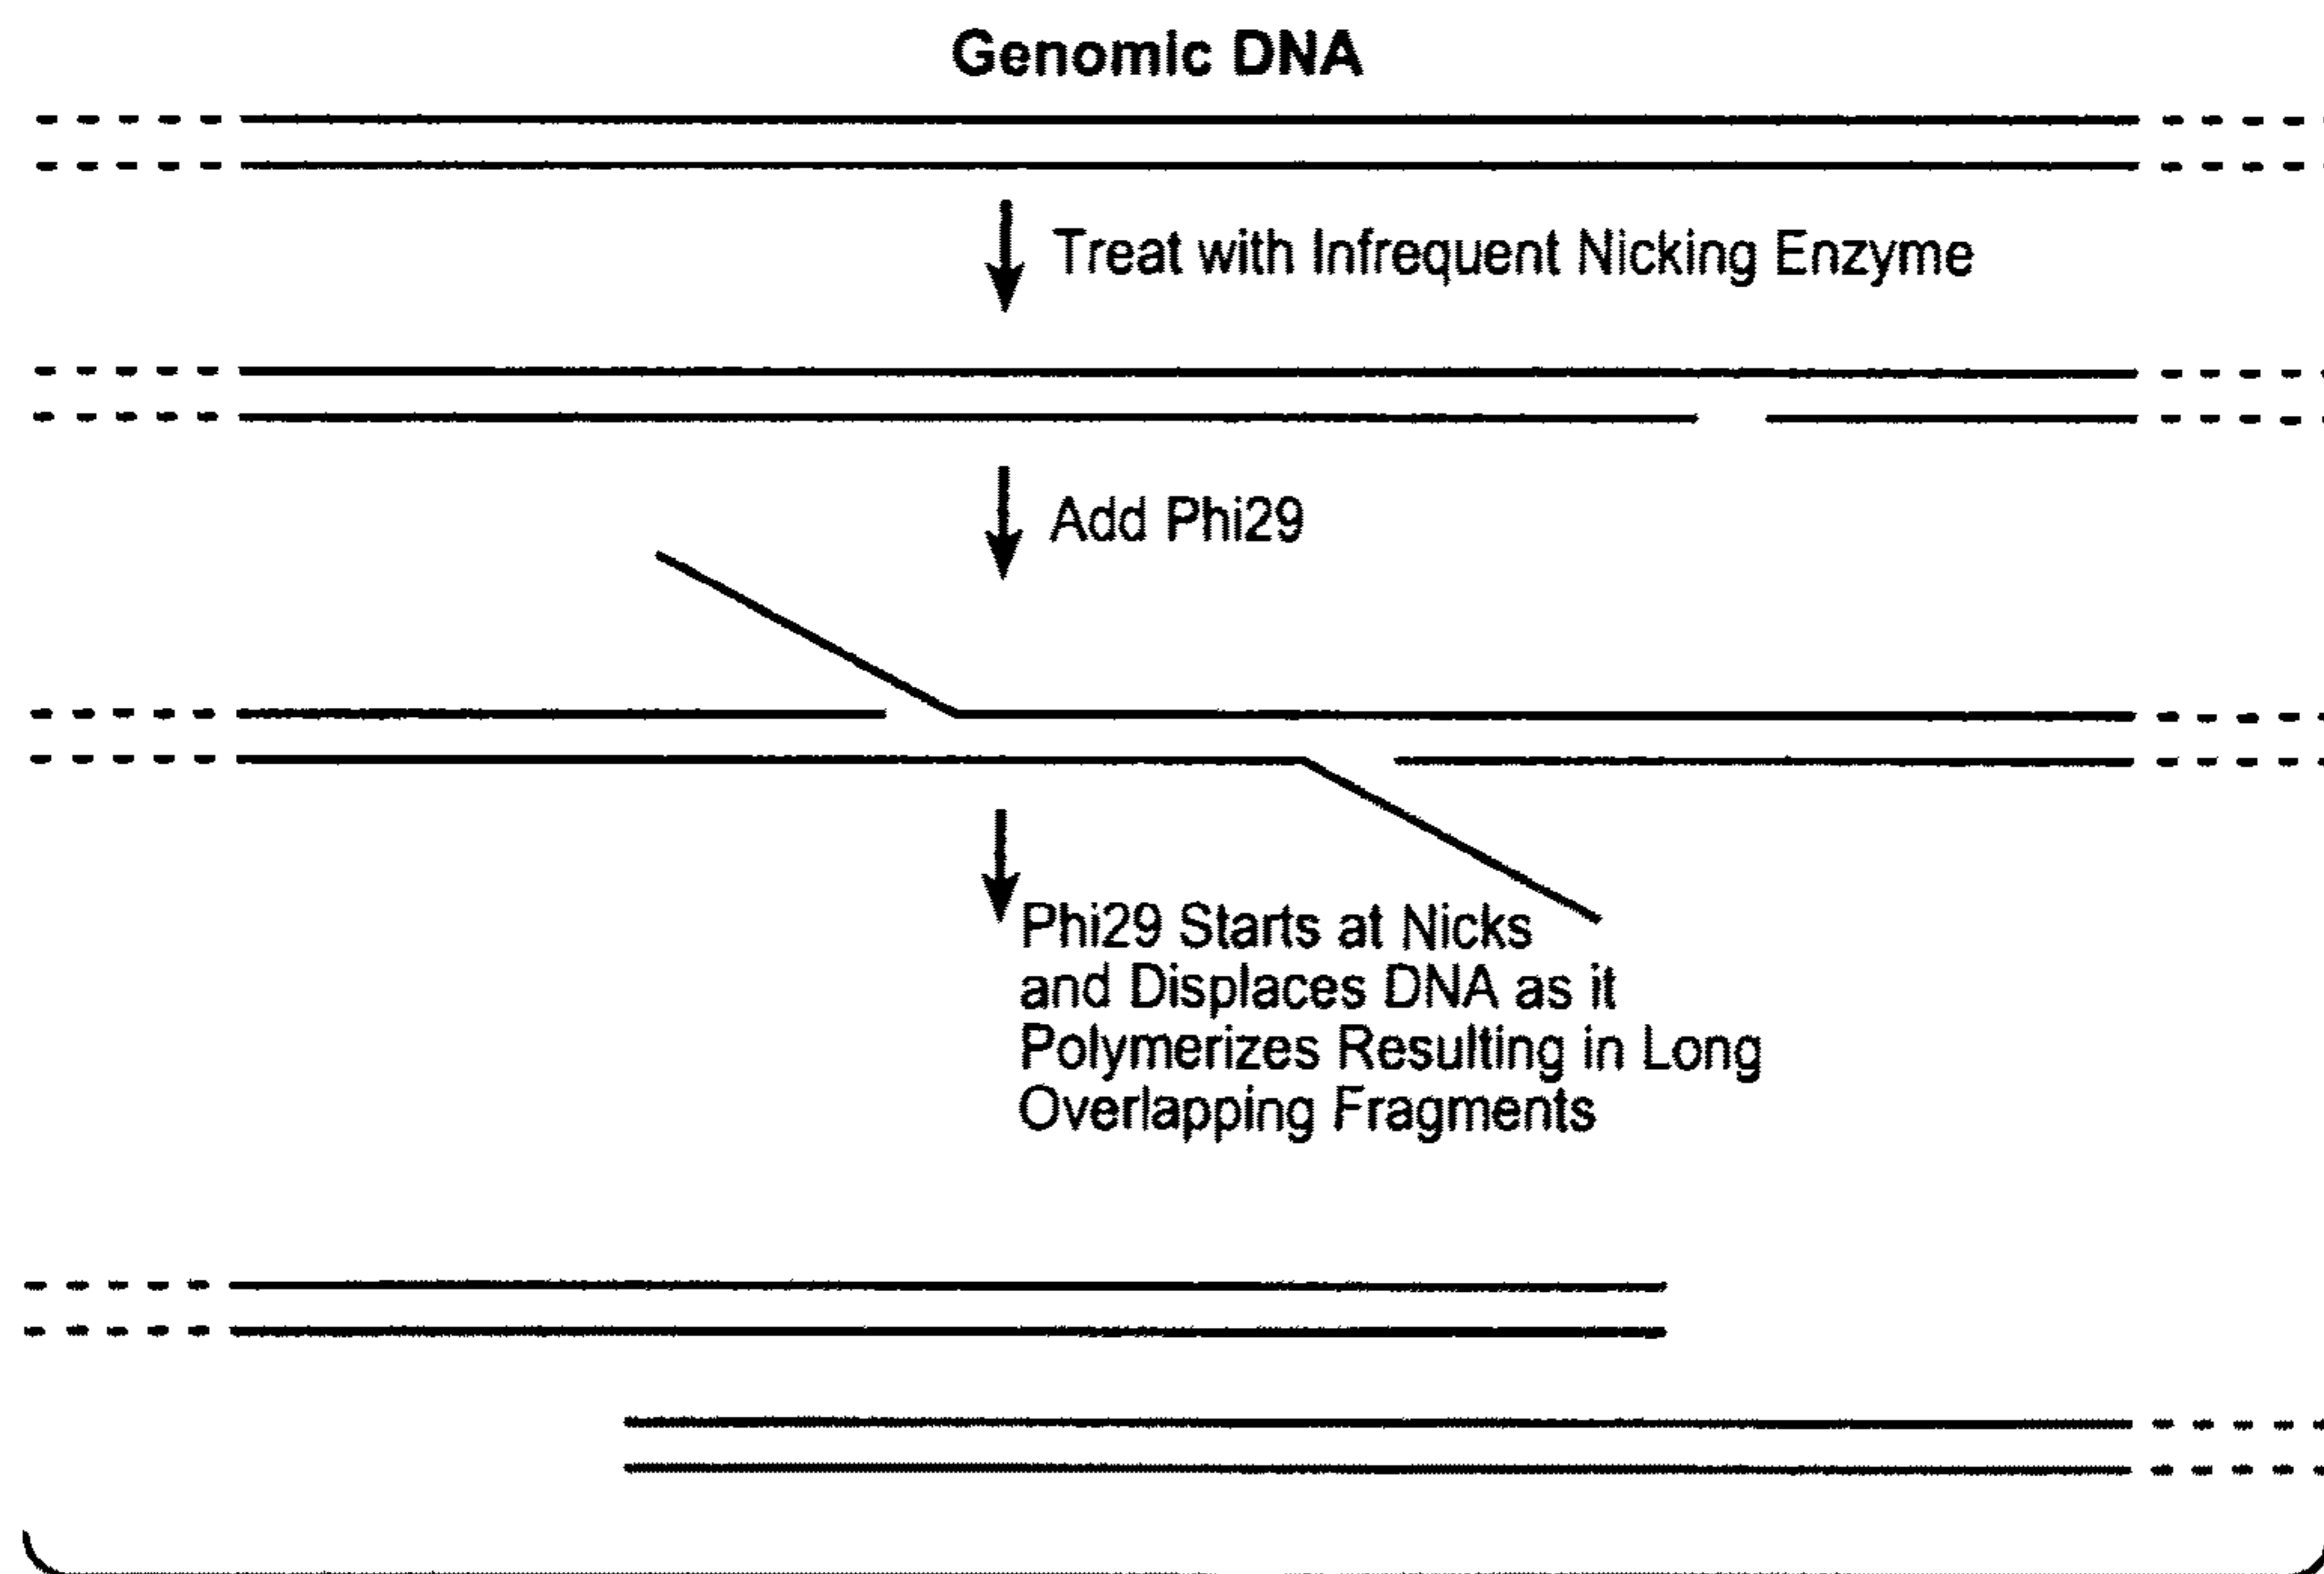 Genomic DNA
Treat with Infrequent Nicking Enzyme
Add Phi29
Phi29 Starts at Nicks
and Displaces DNA as it
Polymerizes Resulting in Long
Overlapping Fragments